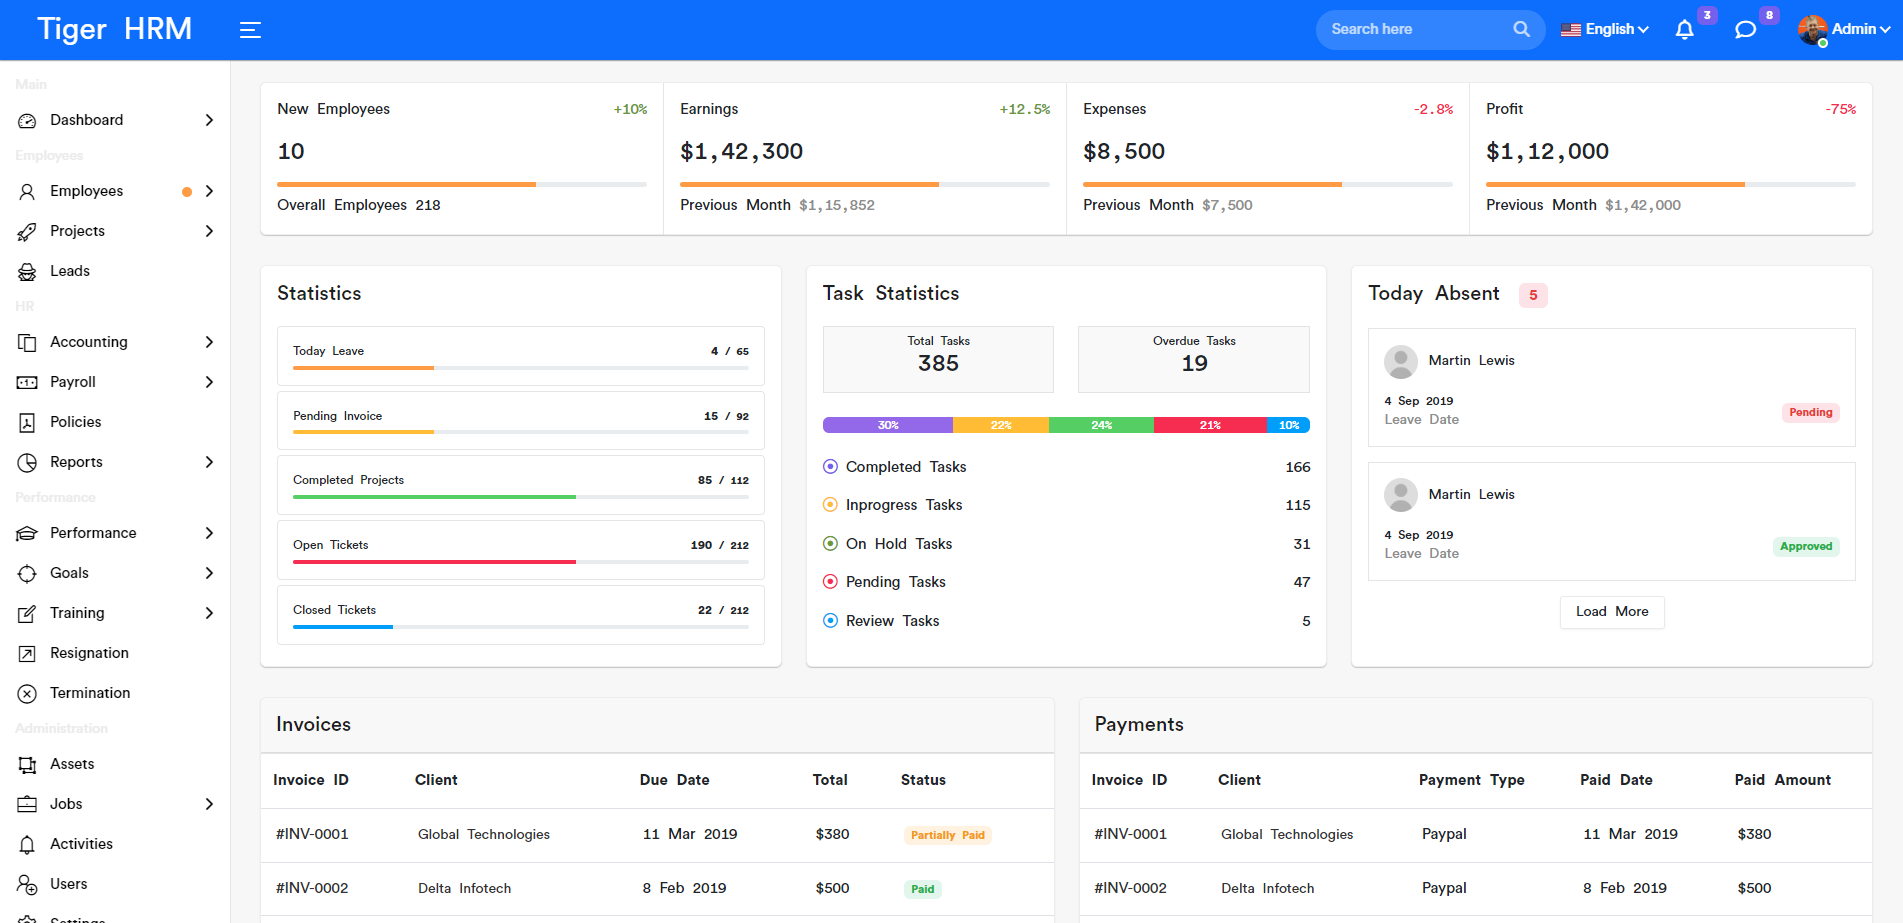 Tiger HRM
Search here
English
3
8
Admin
Main
Dashboard
Employees
Employees
Projects
Leads
HR
Accounting
Payroll
Policies
Reports
Performance
Performance
Goals
Training
Resignation
Termination
Administration
Assets
Jobs
Activities
Users
Settings
New Employees +10%
10
Overall Employees 218
Earnings +12.5%
$1,42,300
Previous Month $1,15,852
Expenses -2.8%
$8,500
Previous Month $7,500
Profit -75%
$1,12,000
Previous Month $1,42,000
Statistics
Today Leave 4 / 65
Pending Invoice 15 / 92
Completed Projects 85 / 112
Open Tickets 190 / 212
Closed Tickets 22 / 212
Task Statistics
Total Tasks
385
Overdue Tasks
19
30% 22% 24% 21% 10%
Completed Tasks 166
Inprogress Tasks 115
On Hold Tasks 31
Pending Tasks 47
Review Tasks 5
Today Absent 5
Martin Lewis
4 Sep 2019
Leave Date
Pending
Martin Lewis
4 Sep 2019
Leave Date
Approved
Load More
Invoices
Invoice ID Client Due Date Total Status
#INV-0001 Global Technologies 11 Mar 2019 $380 Partially Paid
#INV-0002 Delta Infotech 8 Feb 2019 $500 Paid
Payments
Invoice ID Client Payment Type Paid Date Paid Amount
#INV-0001 Global Technologies Paypal 11 Mar 2019 $380
#INV-0002 Delta Infotech Paypal 8 Feb 2019 $500